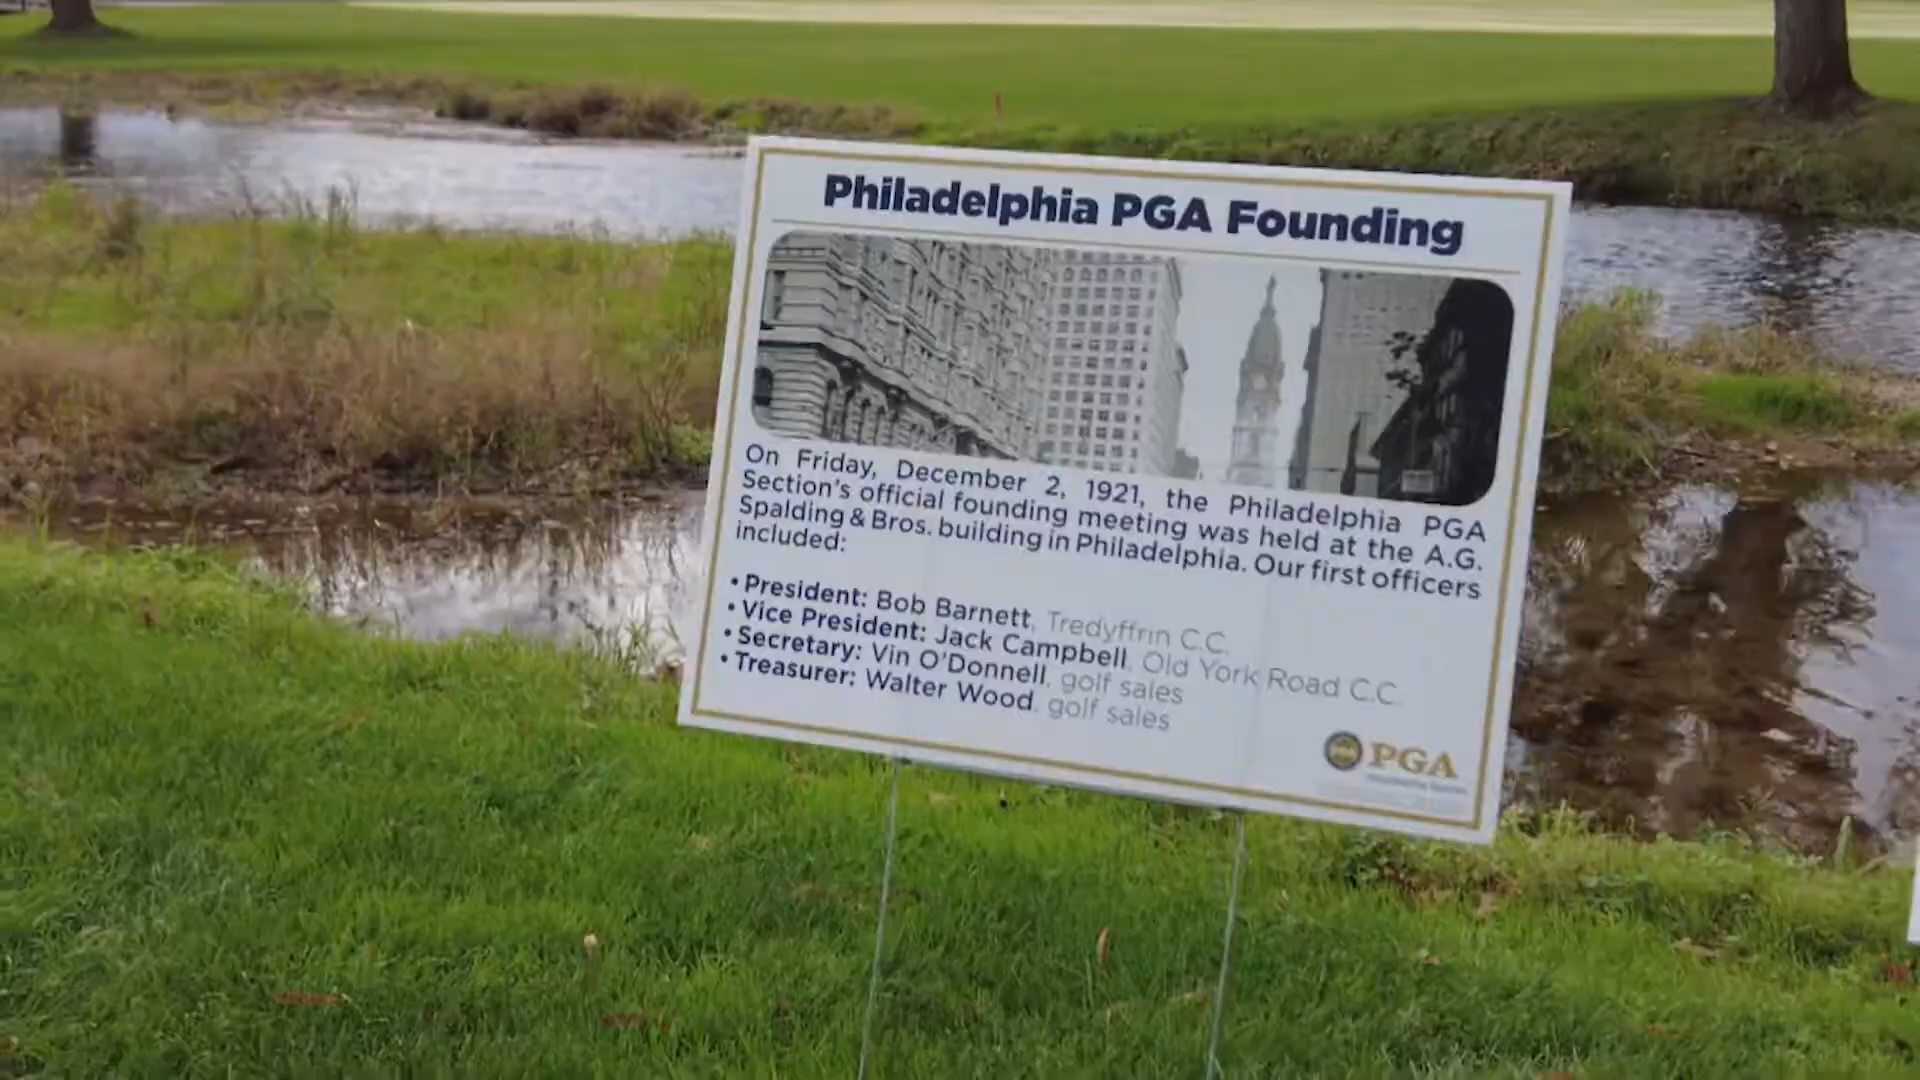 Philadelphia PGA Founding
On Friday, December 2, 1921, the Philadelphia PGA
Section's official founding meeting was held at the A.G.
Spalding & Bros. building in Philadelphia. Our first officers
included:
• President: Bob Barnett, Tredyffrin C.C.
• Vice President: Jack Campbell, Old York Road C.C.
• Secretary: Vin O'Donnell, golf sales
• Treasurer: Walter Wood, golf sales
PGA